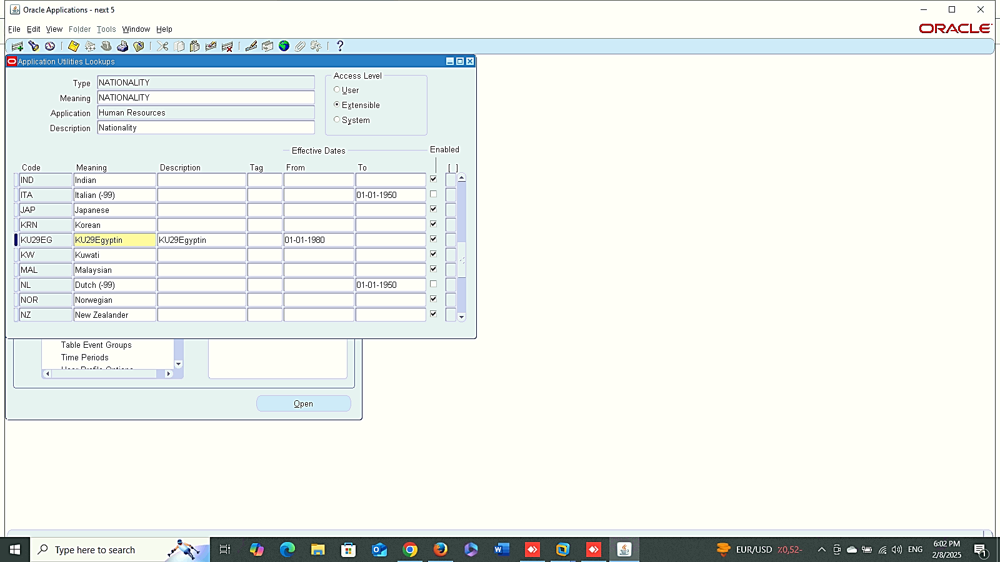 Oracle Applications - next 5
File Edit View Folder Tools Window Help
ORACLE
Application Utilities Lookups
Type NATIONALITY
Meaning NATIONALITY
Application Human Resources
Description Nationality
Access Level
User
Extensible
System
Effective Dates Enabled
Code Meaning Description Tag From To [ ]
IND Indian
ITA Italian (-99) 01-01-1950
JAP Japanese
KRN Korean
KU29EG KU29Egyptin KU29Egyptin 01-01-1980
KW Kuwati
MAL Malaysian
NL Dutch (-99) 01-01-1950
NOR Norwegian
NZ New Zealander
Table Event Groups
Time Periods
User Profile Options
Open
Type here to search
EUR/USD ٪0,52-
ENG
6:02 PM
2/8/2025
1